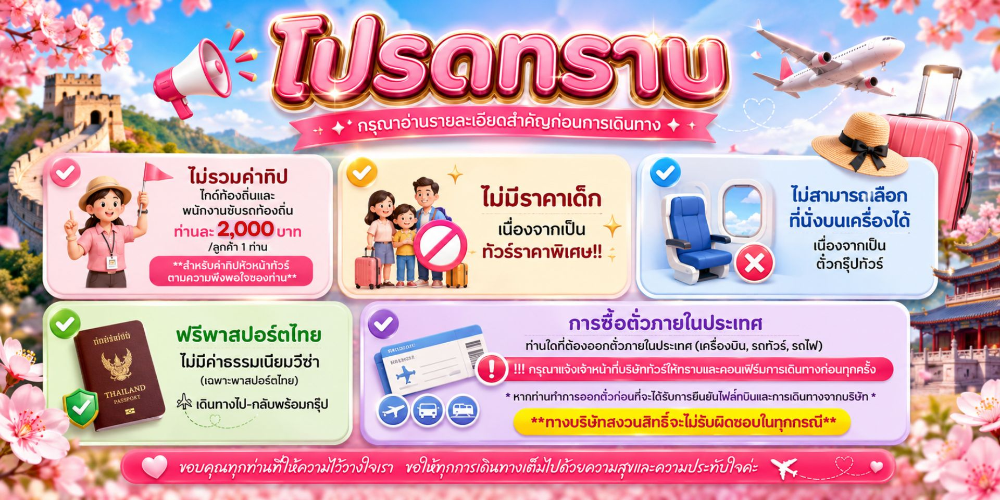 โปรดทราบ
กรุณาอ่านรายละเอียดสำคัญก่อนการเดินทาง
ไม่รวมค่าทิป
ไกด์ท้องถิ่นและ
พนักงานขับรถท้องถิ่น
ท่านละ 2,000 บาท
/ลูกค้า 1 ท่าน
**สำหรับค่าทิปหัวหน้าทัวร์
ตามความพึงพอใจของท่าน**
ไม่มีราคาเด็ก
เนื่องจากเป็น
ทัวร์ราคาพิเศษ!!
ไม่สามารถเลือก
ที่นั่งบนเครื่องได้
เนื่องจากเป็น
ตั๋วกรุ๊ปทัวร์
THAILAND
PASSPORT
ฟรีพาสปอร์ตไทย
ไม่มีค่าธรรมเนียมวีซ่า
(เฉพาะพาสปอร์ตไทย)
เดินทางไป-กลับพร้อมกรุ๊ป
การซื้อตั่วภายในประเทศ
ท่านใดที่ต้องออกตั่วภายในประเทศ (เครื่องบิน, รถทัวร์, รถไฟ)
!!! กรุณาแจ้งเจ้าหน้าที่บริษัททัวร์ให้ทราบและคอนเฟิร์มการเดินทางก่อนทุกครั้ง
* หากท่านทำการออกตั่วก่อนที่จะได้รับการยืนยันไฟล์ทบินและการเดินทางจากบริษัท *
**ทางบริษัทสงวนสิทธิ์จะไม่รับผิดชอบในทุกกรณี**
ขอบคุณทุกท่านที่ให้ความไว้วางใจเรา ขอให้ทุกการเดินทางเต็มไปด้วยความสุขและความประทับใจค่ะ